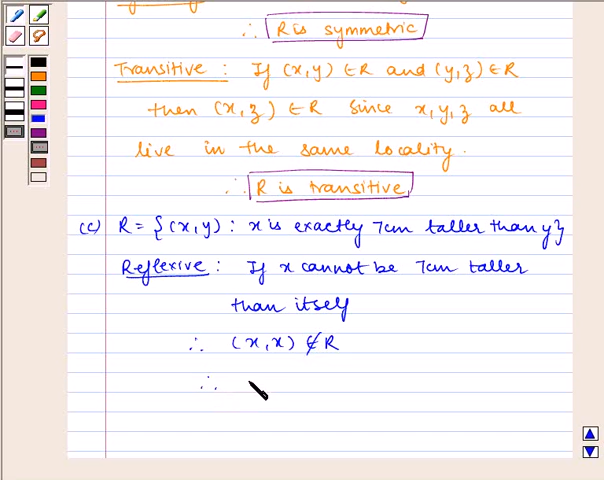 ∴ R is symmetric
Transitive : If (x,y) ∈ R and (y,z) ∈ R
then (x,z) ∈ R since x,y,z all
live in the same locality.
∴ R is transitive
(c) R = {(x,y) : x is exactly 7cm taller than y}
Reflexive : If x cannot be 7cm taller
than itself
∴ (x,x) ∉ R
∴